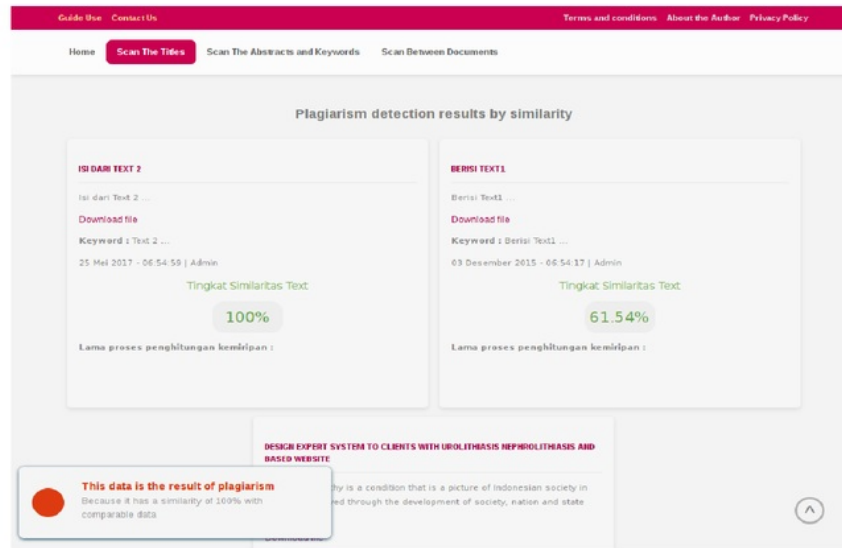 Guide Use Contact Us
Terms and conditions About the Author Privacy Policy
Home Scan The Titles Scan The Abstracts and Keywords Scan Between Documents
Plagiarism detection results by similarity
ISI DARI TEXT 2
Isi dari Text 2 ...
Download file
Keyword : Text 2 ...
25 Mei 2017 - 06:54:59 | Admin
Tingkat Similaritas Text
100%
Lama proses penghitungan kemiripan :
BERISI TEXT1
Berisi Text1 ...
Download file
Keyword : Berisi Text1 ...
03 Desember 2015 - 06:54:17 | Admin
Tingkat Similaritas Text
61.54%
Lama proses penghitungan kemiripan :
DESIGN EXPERT SYSTEM TO CLIENTS WITH UROLITHIASIS NEPHROLITHIASIS AND
BASED WEBSITE
is a condition that is a picture of Indonesian society in
through the development of society, nation and state
This data is the result of plagiarism
Because it has a similarity of 100% with
comparable data